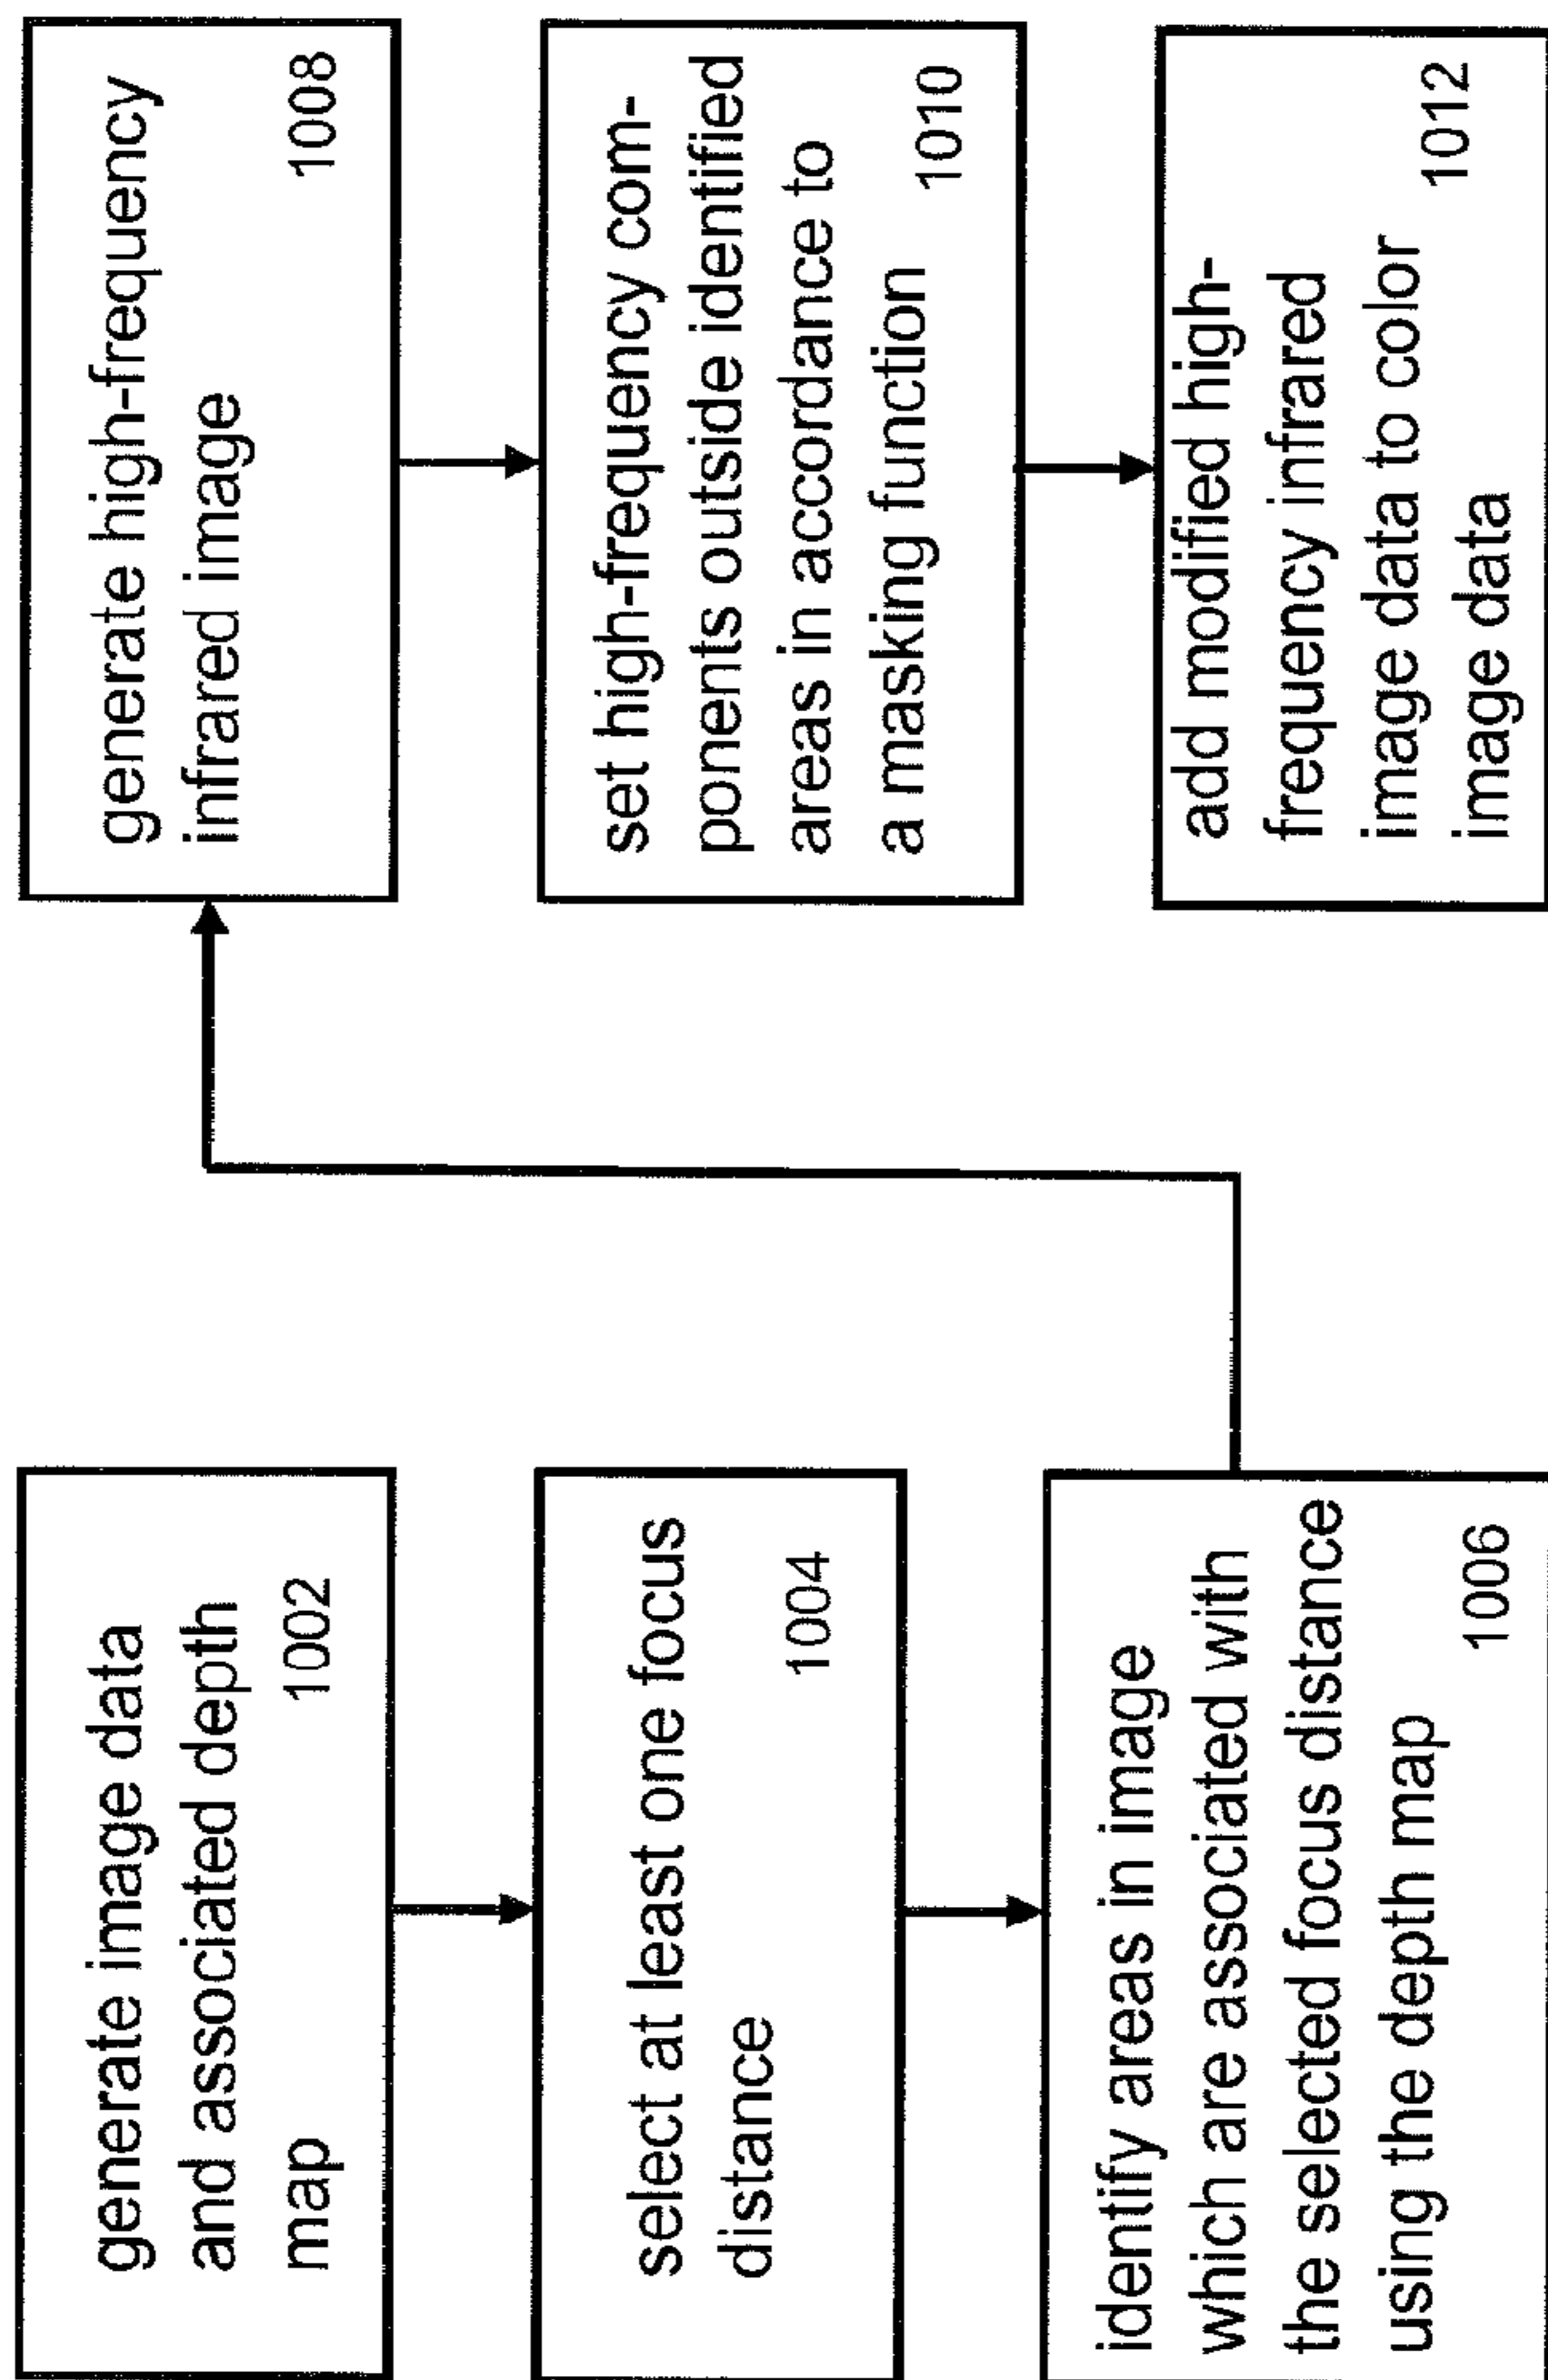 generate image data
and associated depth
map 1002
select at least one focus
distance
1004
identify areas in image
which are associated with
the selected focus distance
using the depth map
1006
generate high-frequency
infrared image
1008
set high-frequency com-
ponents outside identified
areas in accordance to
a masking function 1010
add modified high-
frequency infrared
image data to color
image data 1012